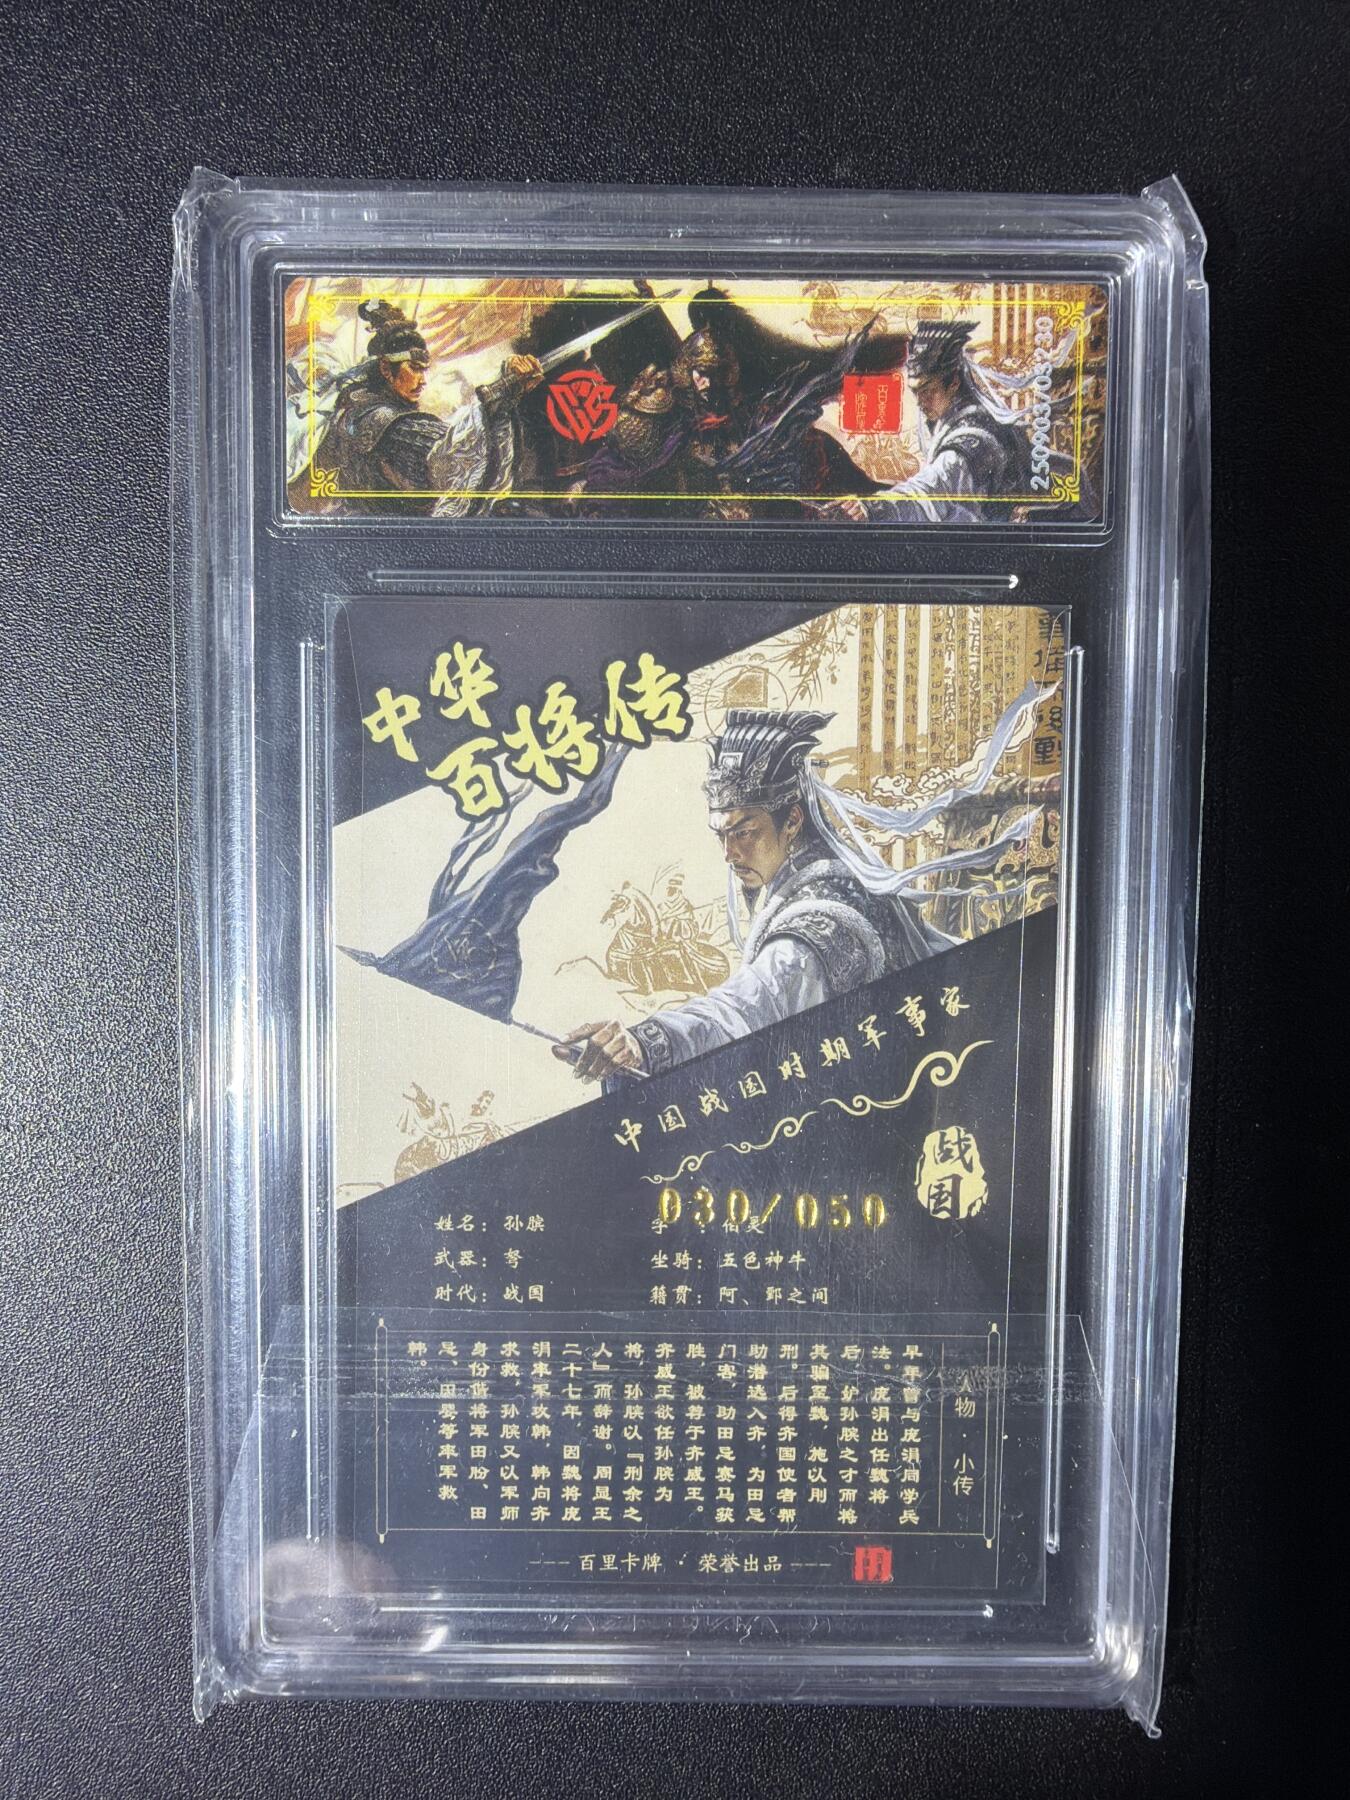 250903/03230
中华
百将传
中国战国时期军事家
战国
030/050
姓名：孙膑
武器：弩
坐骑：五色神牛
时代：战国
籍贯：阿、鄄之间
人物·小传
早年曾与庞涓同学兵
法。庞涓出任魏将
后，妒孙膑之才而将
其骗至魏，施以刖
刑。后得齐国使者帮
助潜逃入齐，为田忌
门客，助田忌赛马获
胜，被荐于齐威王。
齐威王欲任孙膑为
将，孙膑以『刑余之
人』而辞谢。周显王
二十七年，因魏将庞
涓率军攻韩，韩向齐
求救，孙膑又以军师
身份偕将军田盼、田
忌、田婴等率军救
韩。
--- 百里卡牌 · 荣誉出品 ---